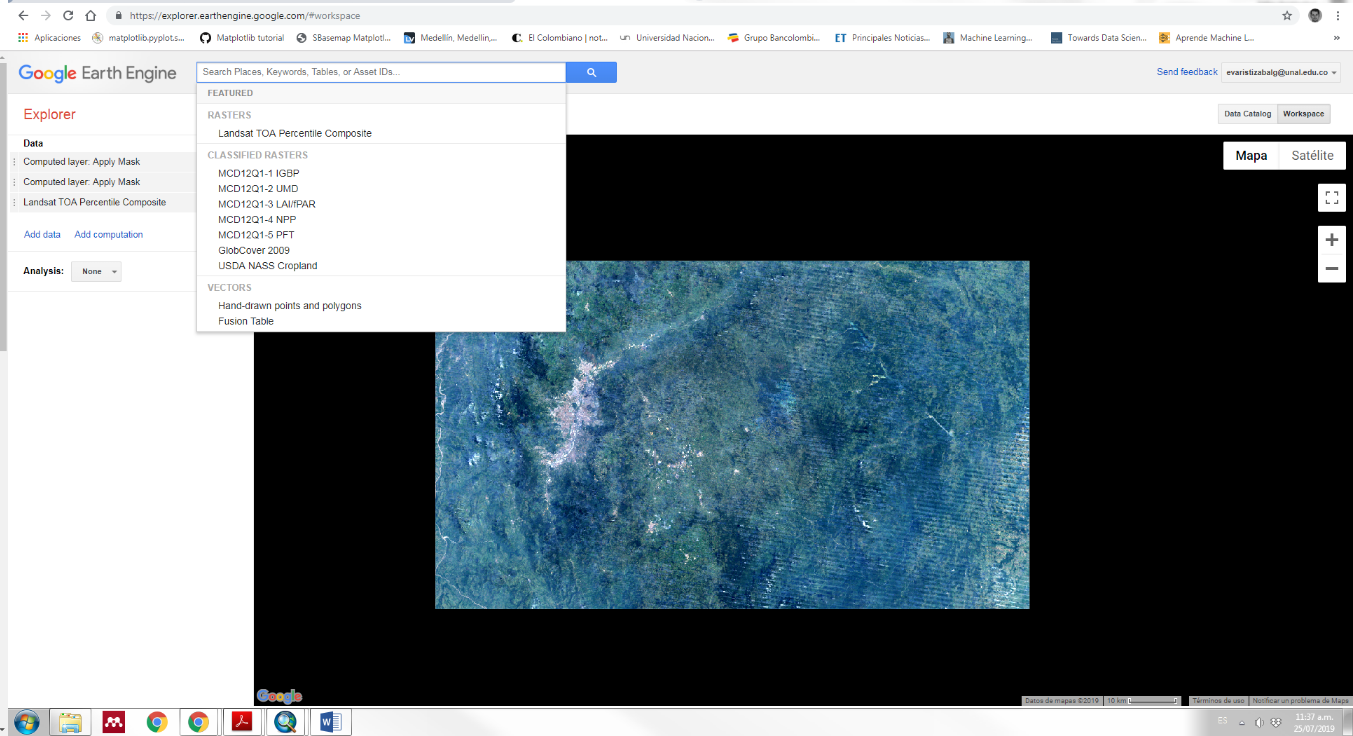 https://explorer.earthengine.google.com/#workspace
Aplicaciones matplotlib.pyplot.s... Matplotlib tutorial SBasemap Matplotl... Medellín, Medellin,... El Colombiano | not... Universidad Nacion... Grupo Bancolombi... ET Principales Noticias... Machine Learning,... Towards Data Scien... Aprende Machine L... »
Google Earth Engine
Search Places, Keywords, Tables, or Asset IDs...
Send feedback evaristizabalg@unal.edu.co
FEATURED
RASTERS
Landsat TOA Percentile Composite
CLASSIFIED RASTERS
MCD12Q1-1 IGBP
MCD12Q1-2 UMD
MCD12Q1-3 LAI/fPAR
MCD12Q1-4 NPP
MCD12Q1-5 PFT
GlobCover 2009
USDA NASS Cropland
VECTORS
Hand-drawn points and polygons
Fusion Table
Explorer
Data Catalog Workspace
Data
Computed layer: Apply Mask
Computed layer: Apply Mask
Landsat TOA Percentile Composite
Add data Add computation
Analysis: None
Mapa Satélite
Google
Datos de mapas ©2019 10 km Términos de uso Notificar un problema de Maps
ES 11:37 a.m.
25/07/2019